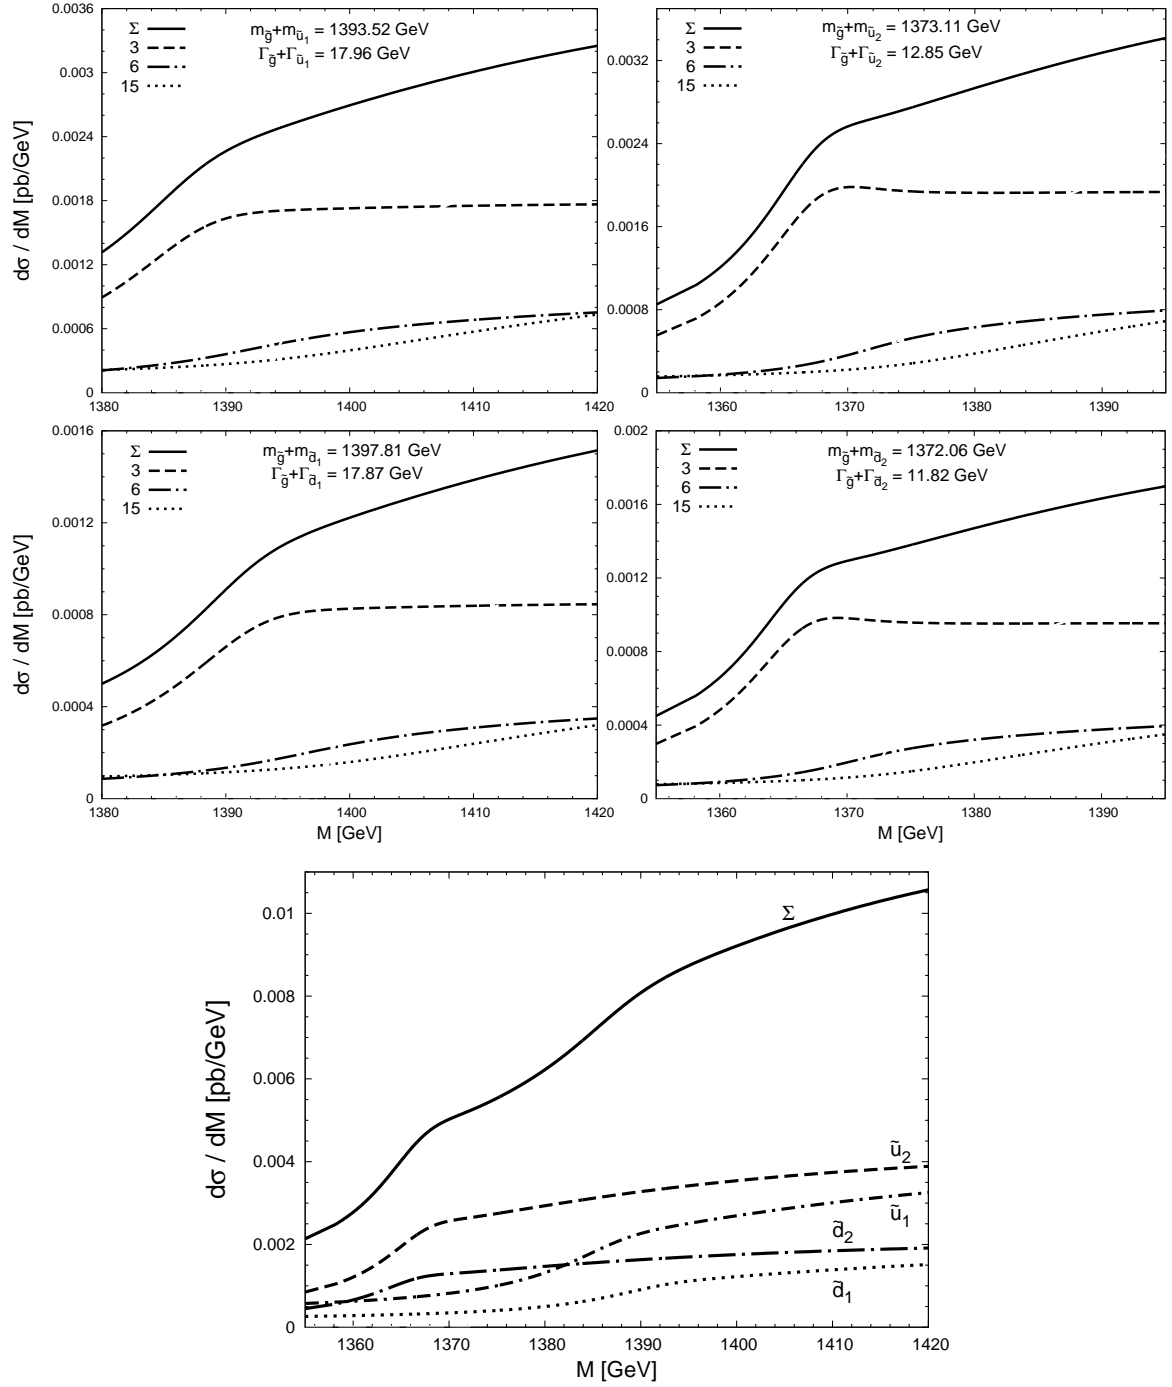 dσ / dM [pb/GeV]
0.0036
0.003
0.0024
0.0018
0.0012
0.0006
0
1380
1390
1400
1410
1420
Σ
3
6
15
m_g̃+m_ũ₁ = 1393.52 GeV
Γ_g̃+Γ_ũ₁ = 17.96 GeV
0.0032
0.0024
0.0016
0.0008
0
1360
1370
1380
1390
Σ
3
6
15
m_g̃+m_ũ₂ = 1373.11 GeV
Γ_g̃+Γ_ũ₂ = 12.85 GeV
dσ / dM [pb/GeV]
0.0016
0.0012
0.0008
0.0004
0
1380
1390
1400
1410
1420
M [GeV]
Σ
3
6
15
m_g̃+m_d̃₁ = 1397.81 GeV
Γ_g̃+Γ_d̃₁ = 17.87 GeV
0.002
0.0016
0.0012
0.0008
0.0004
0
1360
1370
1380
1390
M [GeV]
Σ
3
6
15
m_g̃+m_d̃₂ = 1372.06 GeV
Γ_g̃+Γ_d̃₂ = 11.82 GeV
dσ / dM [pb/GeV]
0.01
0.008
0.006
0.004
0.002
0
1360
1370
1380
1390
1400
1410
1420
M [GeV]
Σ
ũ₂
ũ₁
d̃₂
d̃₁